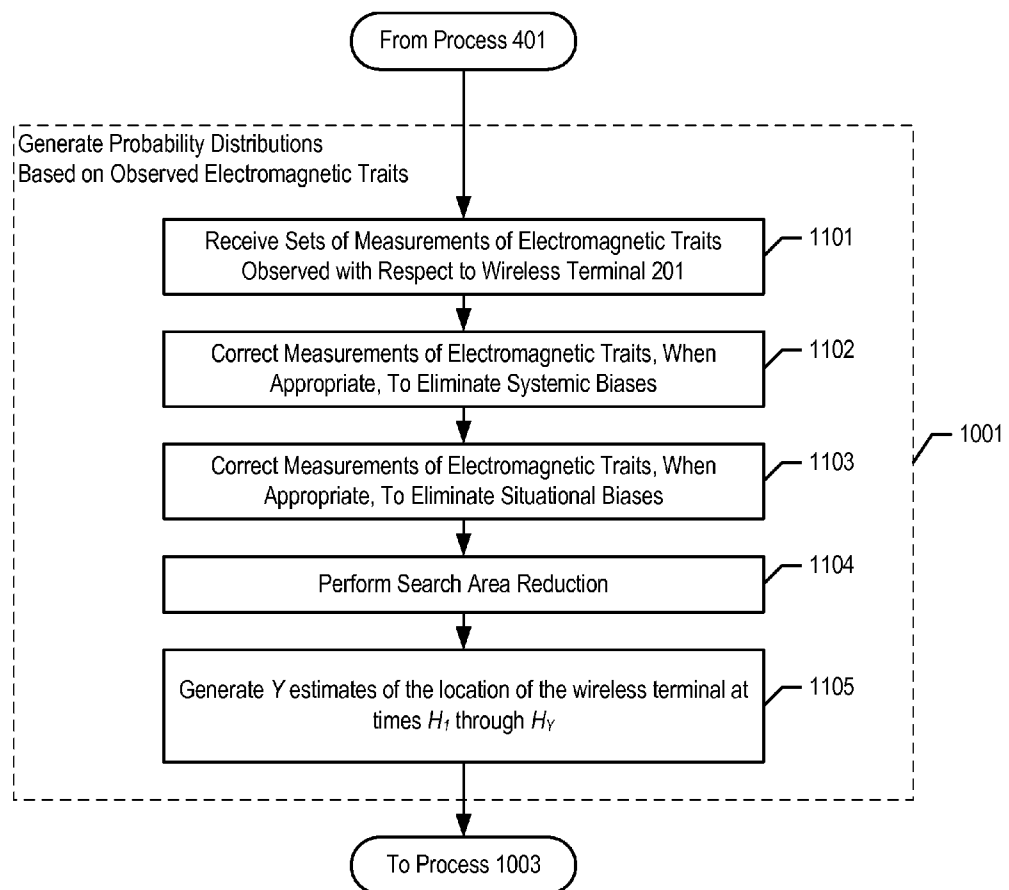 From Process 401
Generate Probability Distributions
Based on Observed Electromagnetic Traits
Receive Sets of Measurements of Electromagnetic Traits
Observed with Respect to Wireless Terminal 201
1101
Correct Measurements of Electromagnetic Traits, When
Appropriate, To Eliminate Systemic Biases
1102
1001
Correct Measurements of Electromagnetic Traits, When
Appropriate, To Eliminate Situational Biases
1103
Perform Search Area Reduction
1104
Generate Y estimates of the location of the wireless terminal at
times H1 through HY
1105
To Process 1003